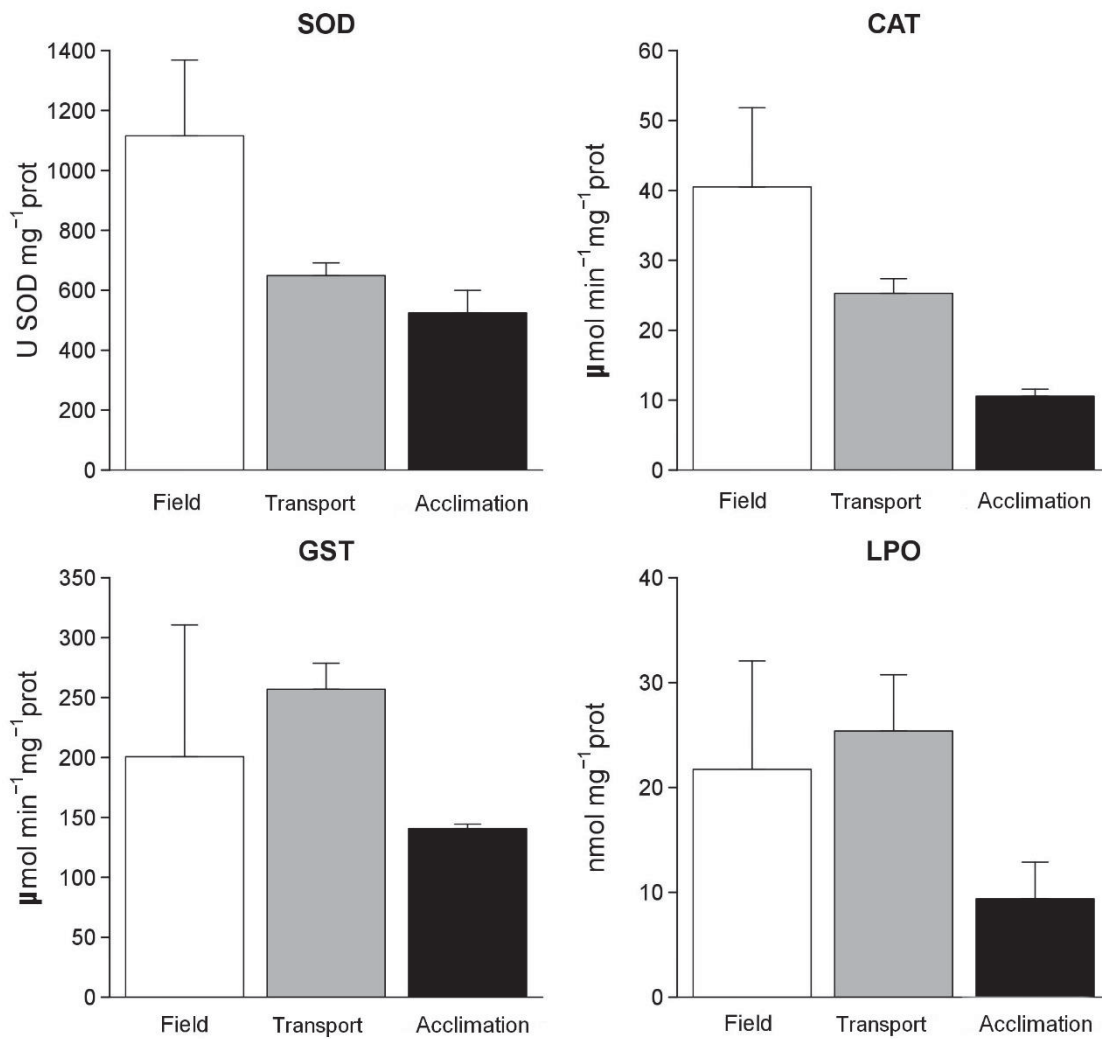 SOD
1400
1200
1000
800
600
400
200
0
U SOD mg⁻¹prot
Field Transport Acclimation
CAT
60
50
40
30
20
10
0
µmol min⁻¹mg⁻¹prot
Field Transport Acclimation
GST
350
300
250
200
150
100
50
0
µmol min⁻¹mg⁻¹prot
Field Transport Acclimation
LPO
40
30
20
10
0
nmol mg⁻¹prot
Field Transport Acclimation